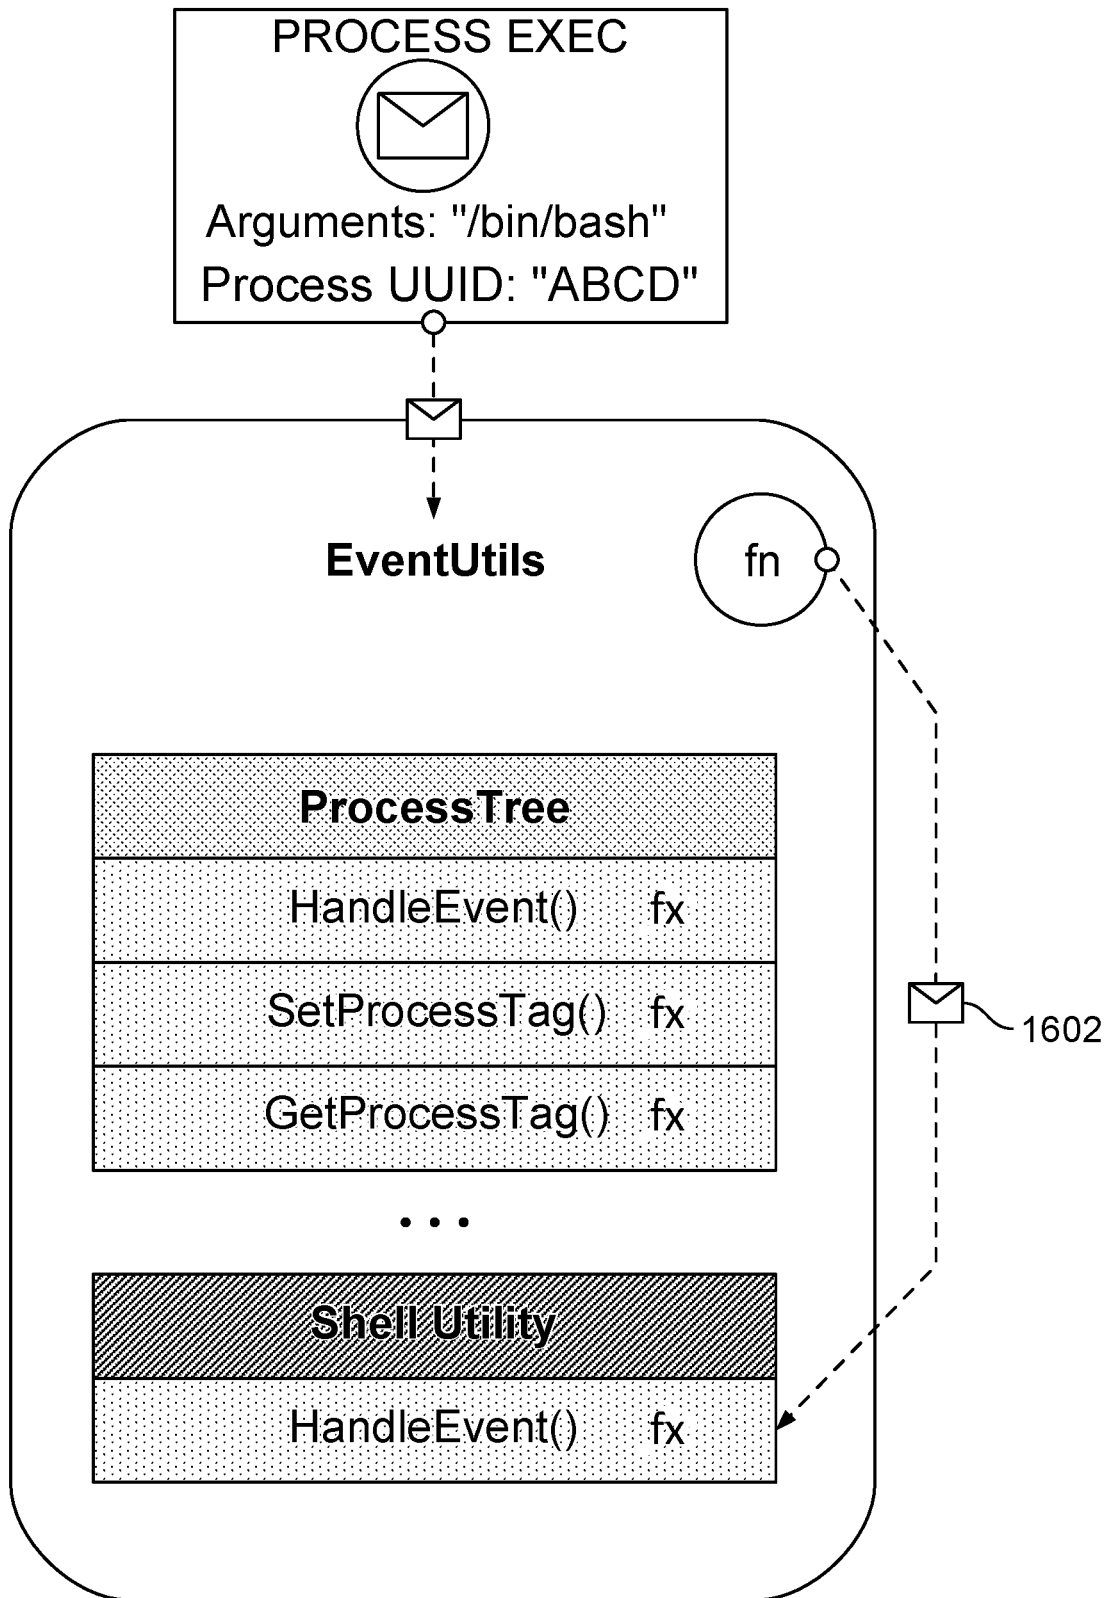 PROCESS EXEC
Arguments: "/bin/bash"
Process UUID: "ABCD"
EventUtils
fn
ProcessTree
HandleEvent() fx
SetProcessTag() fx
1602
GetProcessTag() fx
...
Shell Utility
HandleEvent() fx